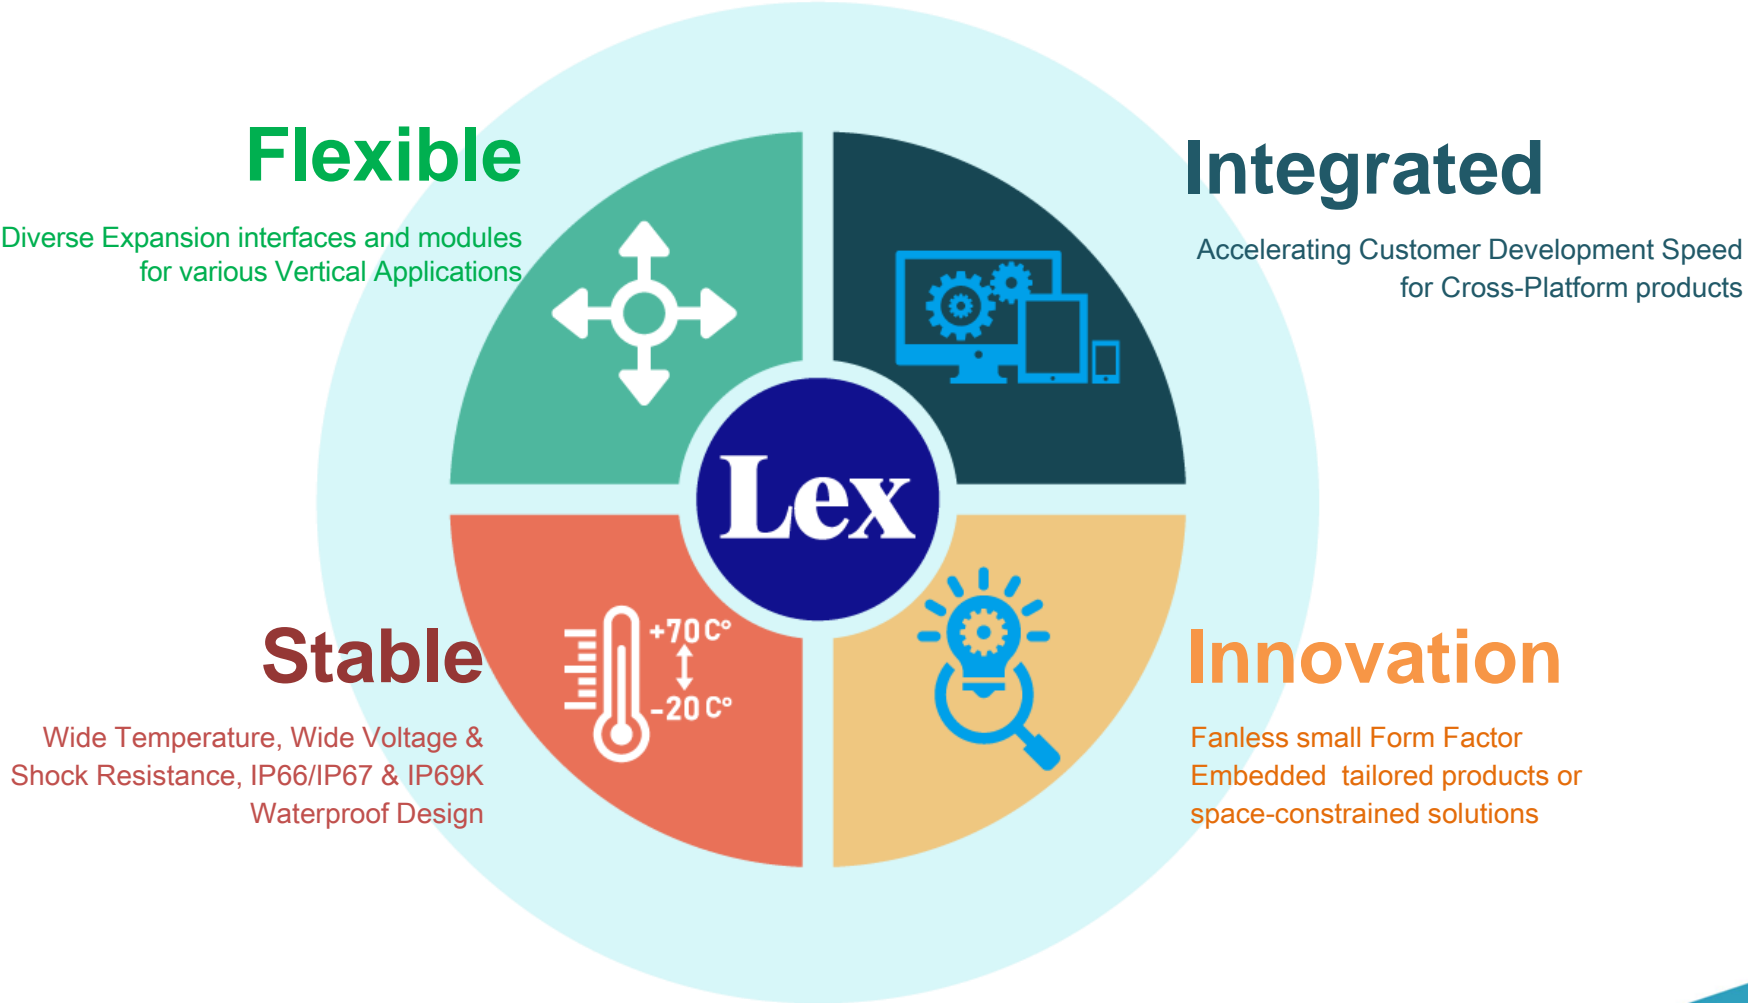 Flexible
Diverse Expansion interfaces and modules
for various Vertical Applications
Integrated
Accelerating Customer Development Speed
for Cross-Platform products
Lex
Stable
Wide Temperature, Wide Voltage &
Shock Resistance, IP66/IP67 & IP69K
Waterproof Design
+70 C°
-20 C°
Innovation
Fanless small Form Factor
Embedded  tailored products or
space-constrained solutions